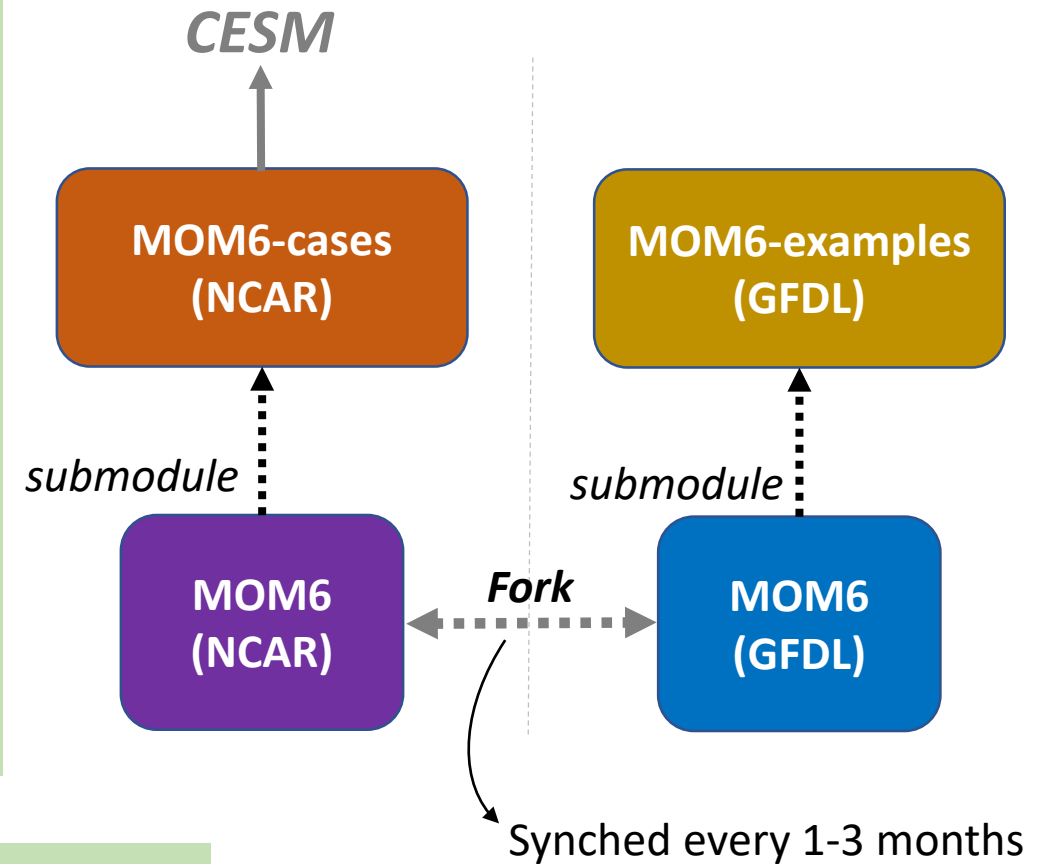 CESM
MOM6-cases
(NCAR)
MOM6-examples
(GFDL)
submodule
submodule
MOM6
(NCAR)
Fork
MOM6
(GFDL)
Synched every 1-3 months